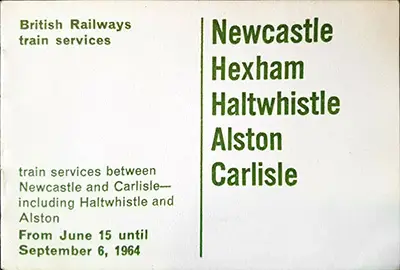 British Railways
train services
train services between
Newcastle and Carlisle—
including Haltwhistle and
Alston
From June 15 until
September 6, 1964
Newcastle
Hexham
Haltwhistle
Alston
Carlisle